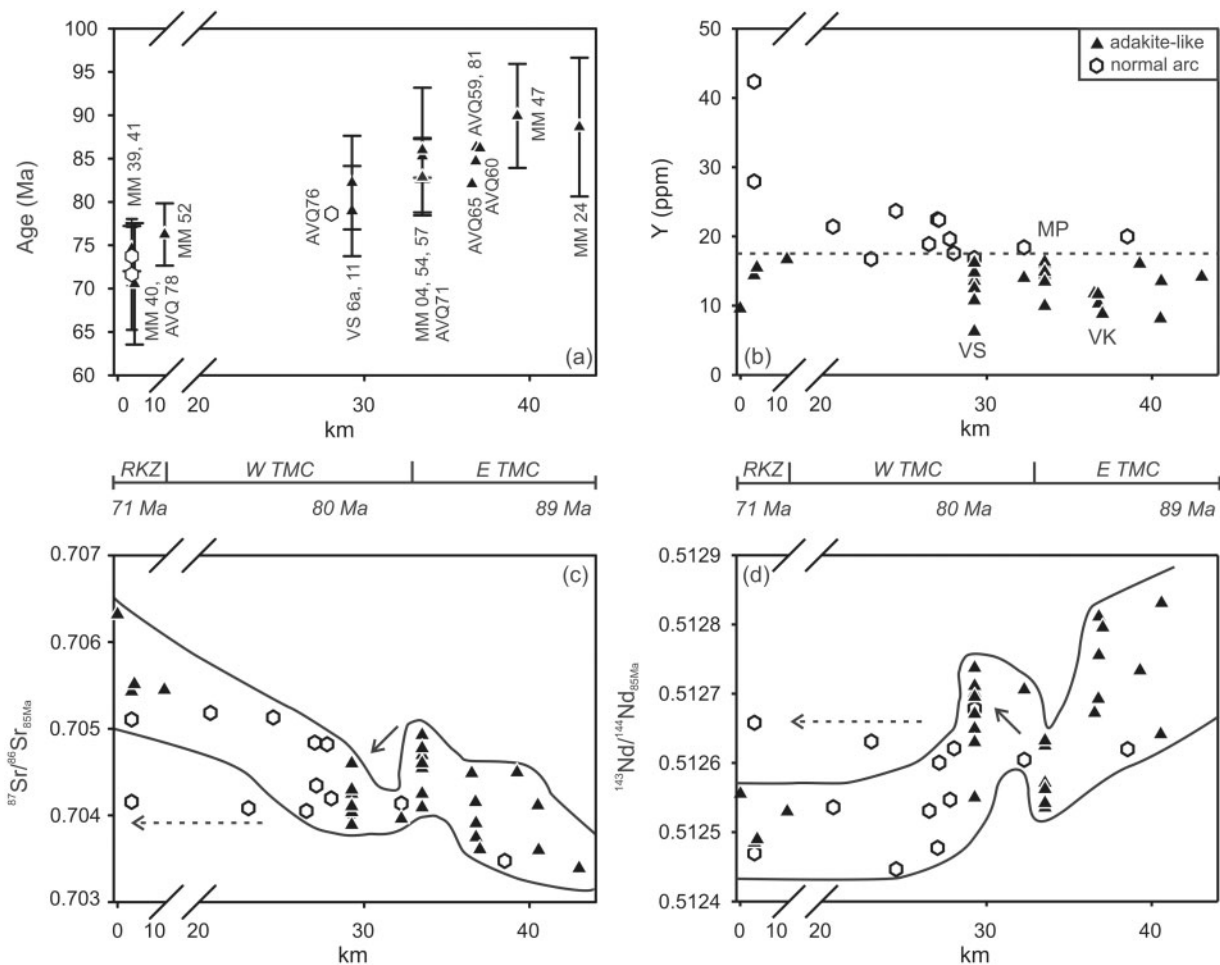 100
95
90
85
80
75
70
65
60
Age (Ma)
MM 39, 41
MM 40,
AVQ 78
MM 52
AVQ76
VS 6a, 11
MM 04, 54, 57
AVQ71
AVQ65
AVQ60
AVQ59, 81
MM 47
MM 24
(a)
0 10 20 30 40
km
50
40
30
20
10
0
Y (ppm)
adakite-like
normal arc
MP
VS
VK
(b)
0 10 20 30 40
km
RKZ W TMC E TMC
71 Ma 80 Ma 89 Ma
RKZ W TMC E TMC
71 Ma 80 Ma 89 Ma
0.707
0.706
0.705
0.704
0.703
87Sr/86Sr85Ma
(c)
0 10 20 30 40
km
0.5129
0.5128
0.5127
0.5126
0.5125
0.5124
143Nd/144Nd85Ma
(d)
0 10 20 30 40
km